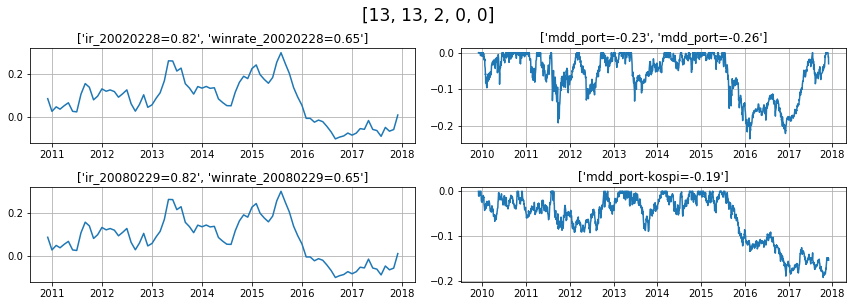 [13, 13, 2, 0, 0]
['ir_20020228=0.82', 'winrate_20020228=0.65']
0.2
0.0
2011 2012 2013 2014 2015 2016 2017 2018
['mdd_port=-0.23', 'mdd_port=-0.26']
0.0
−0.1
−0.2
2010 2011 2012 2013 2014 2015 2016 2017 2018
['ir_20080229=0.82', 'winrate_20080229=0.65']
0.2
0.0
2011 2012 2013 2014 2015 2016 2017 2018
['mdd_port-kospi=-0.19']
0.0
−0.1
−0.2
2010 2011 2012 2013 2014 2015 2016 2017 2018